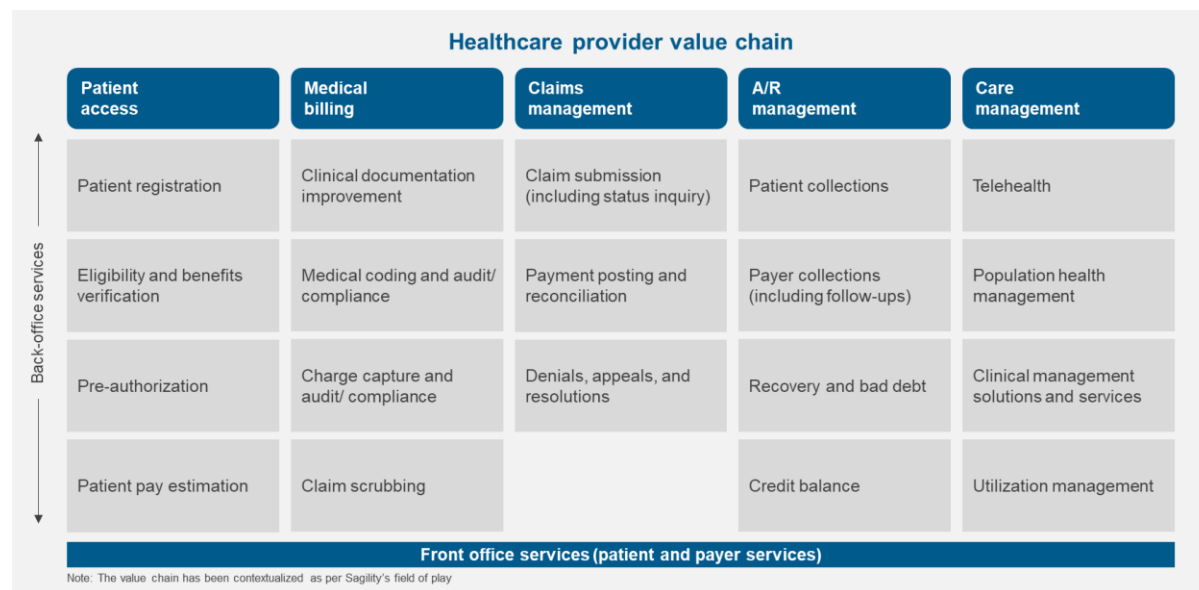 Healthcare provider value chain
Patient
access
Medical
billing
Claims
management
A/R
management
Care
management
Back-office services
Patient registration
Clinical documentation
improvement
Claim submission
(including status inquiry)
Patient collections
Telehealth
Eligibility and benefits
verification
Medical coding and audit/
compliance
Payment posting and
reconciliation
Payer collections
(including follow-ups)
Population health
management
Pre-authorization
Charge capture and
audit/ compliance
Denials, appeals, and
resolutions
Recovery and bad debt
Clinical management
solutions and services
Patient pay estimation
Claim scrubbing
Credit balance
Utilization management
Front office services (patient and payer services)
Note: The value chain has been contextualized as per Sagility's field of play